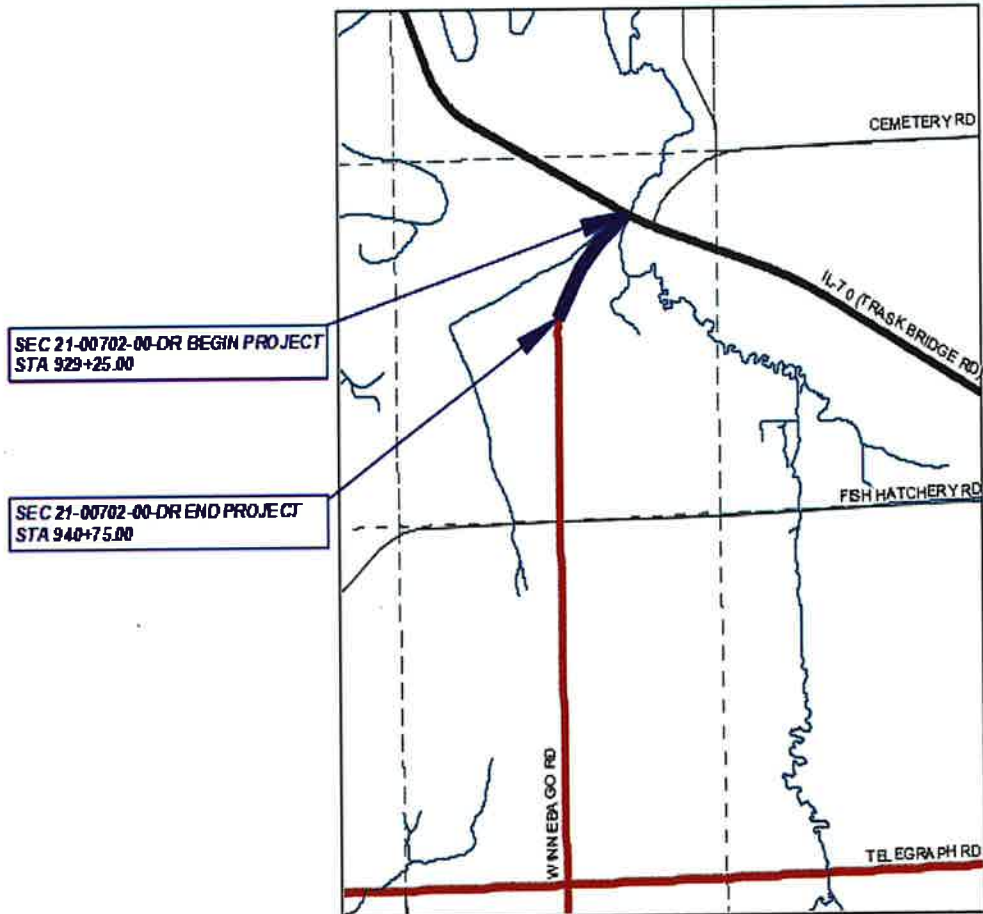 CEMETERY RD
IL-70 (TRASK BRIDGE RD)
SEC 21-00702-00-DR BEGIN PROJECT
STA 929+25.00
SEC 21-00702-00-DR END PROJECT
STA 940+75.00
FISH HATCHERY RD
WINNEBAGO RD
TELEGRAPH RD